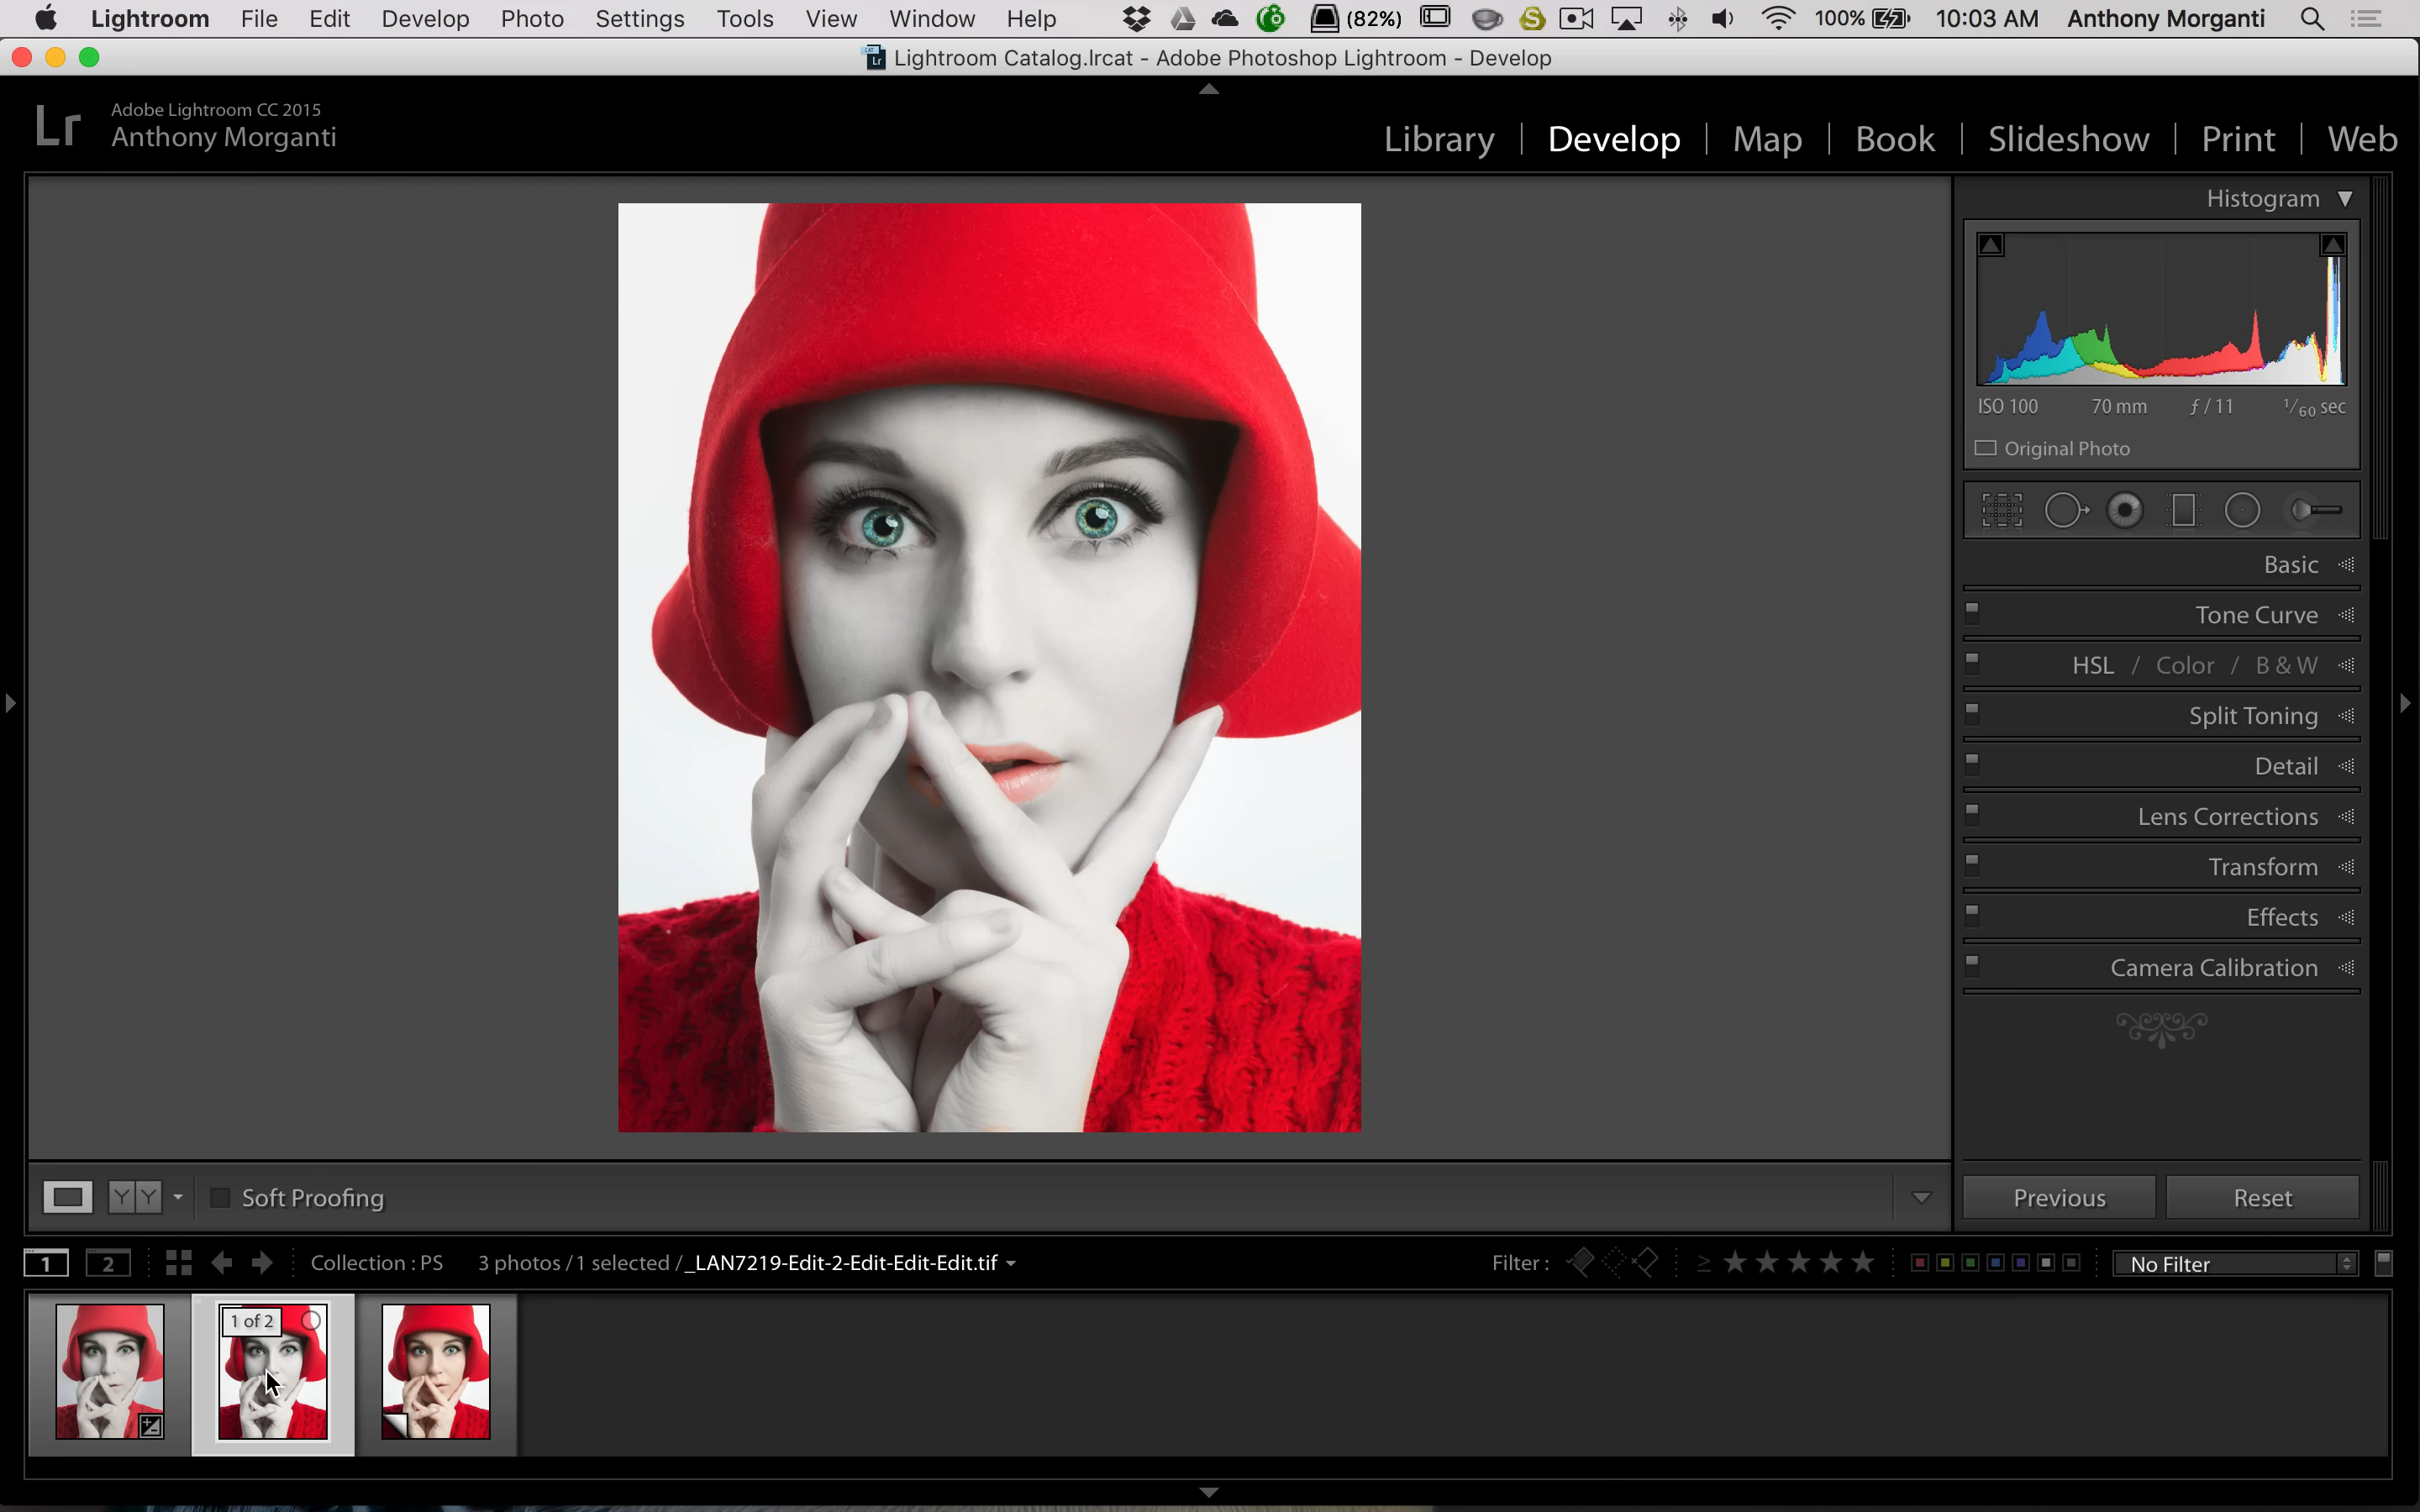 Lightroom File Edit Develop Photo Settings Tools View Window Help (82%) 100% 10:03 AM Anthony Morganti
Lightroom Catalog.lrcat - Adobe Photoshop Lightroom - Develop
Lr
Adobe Lightroom CC 2015
Anthony Morganti
Library | Develop | Map | Book | Slideshow | Print | Web
Histogram
ISO 100 70 mm ƒ / 11 1/60 sec
Original Photo
Basic
Tone Curve
HSL / Color / B & W
Split Toning
Detail
Lens Corrections
Transform
Effects
Camera Calibration
Y Y Soft Proofing
Previous Reset
1 2 Collection : PS 3 photos / 1 selected / _LAN7219-Edit-2-Edit-Edit-Edit.tif Filter : ≥ ★ ★ ★ ★ ★ No Filter
1 of 2